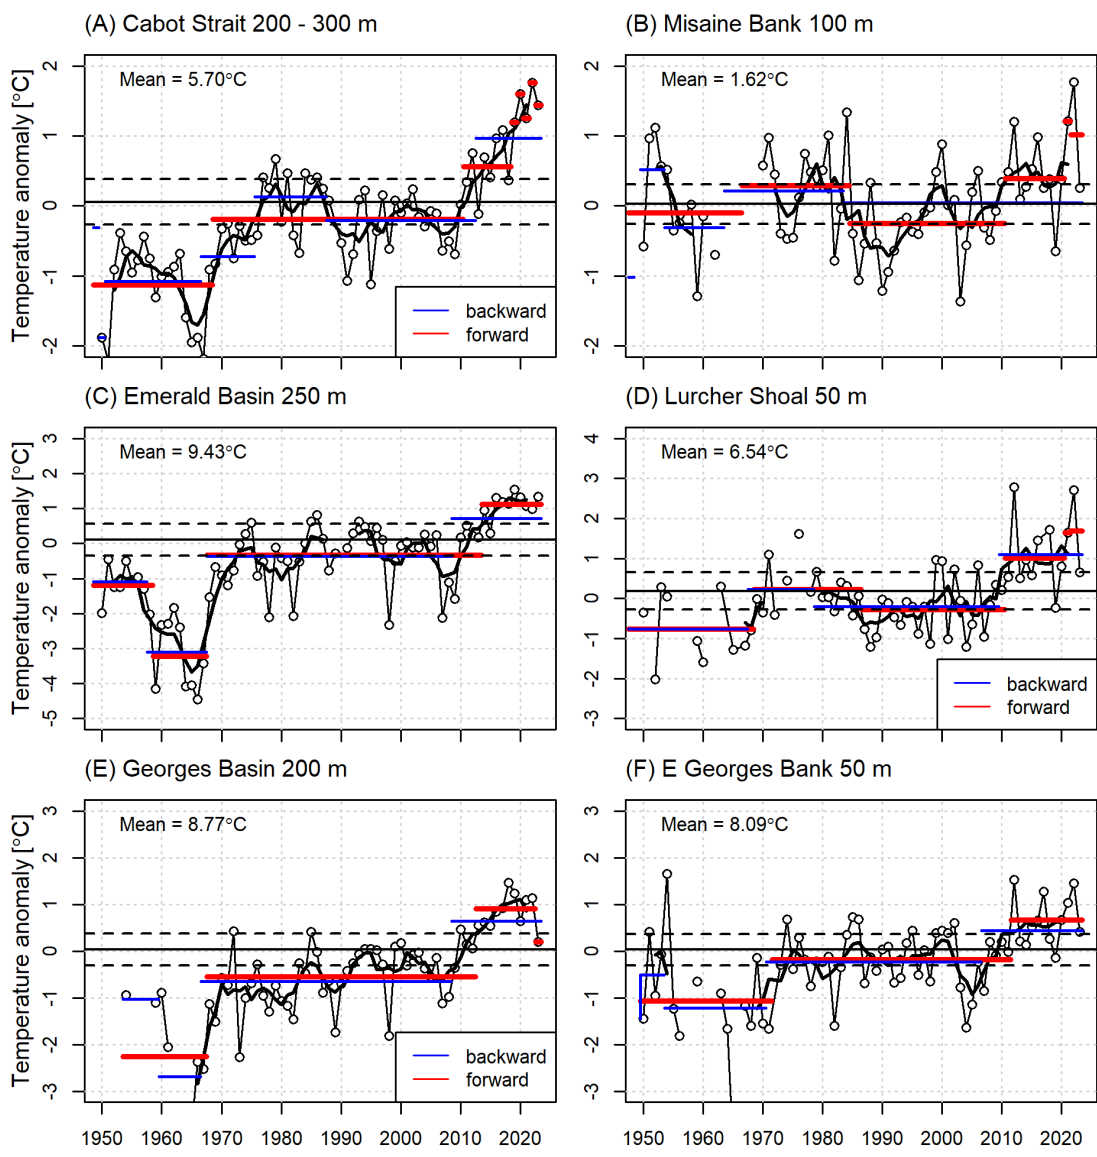 (A) Cabot Strait 200 - 300 m
(B) Misaine Bank 100 m
Temperature anomaly [°C]
2
1
0
-1
-2
Mean = 5.70°C
backward
forward
2
1
0
-1
-2
Mean = 1.62°C
(C) Emerald Basin 250 m
(D) Lurcher Shoal 50 m
Temperature anomaly [°C]
3
2
1
0
-1
-2
-3
-4
-5
Mean = 9.43°C
4
3
2
1
0
-1
-2
-3
Mean = 6.54°C
backward
forward
(E) Georges Basin 200 m
(F) E Georges Bank 50 m
Temperature anomaly [°C]
3
2
1
0
-1
-2
-3
Mean = 8.77°C
backward
forward
1950 1960 1970 1980 1990 2000 2010 2020
3
2
1
0
-1
-2
-3
Mean = 8.09°C
1950 1960 1970 1980 1990 2000 2010 2020